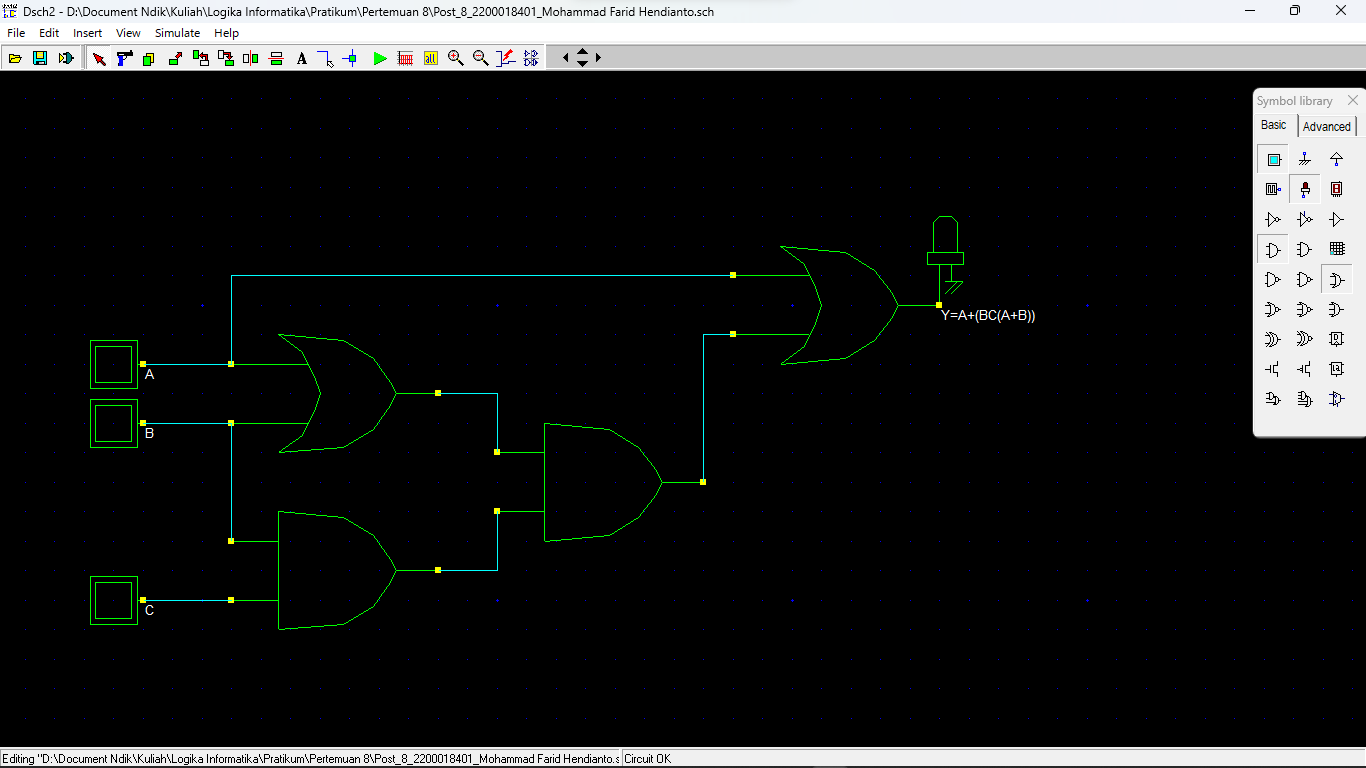 Dsch2 - D:\Document Ndik\Kuliah\Logika Informatika\Pratikum\Pertemuan 8\Post_8_2200018401_Mohammad Farid Hendianto.sch
File Edit Insert View Simulate Help
Symbol library
Basic Advanced
Y=A+(BC(A+B))
A
B
C
Editing "D:\Document Ndik\Kuliah\Logika Informatika\Pratikum\Pertemuan 8\Post_8_2200018401_Mohammad Farid Hendianto.s Circuit OK